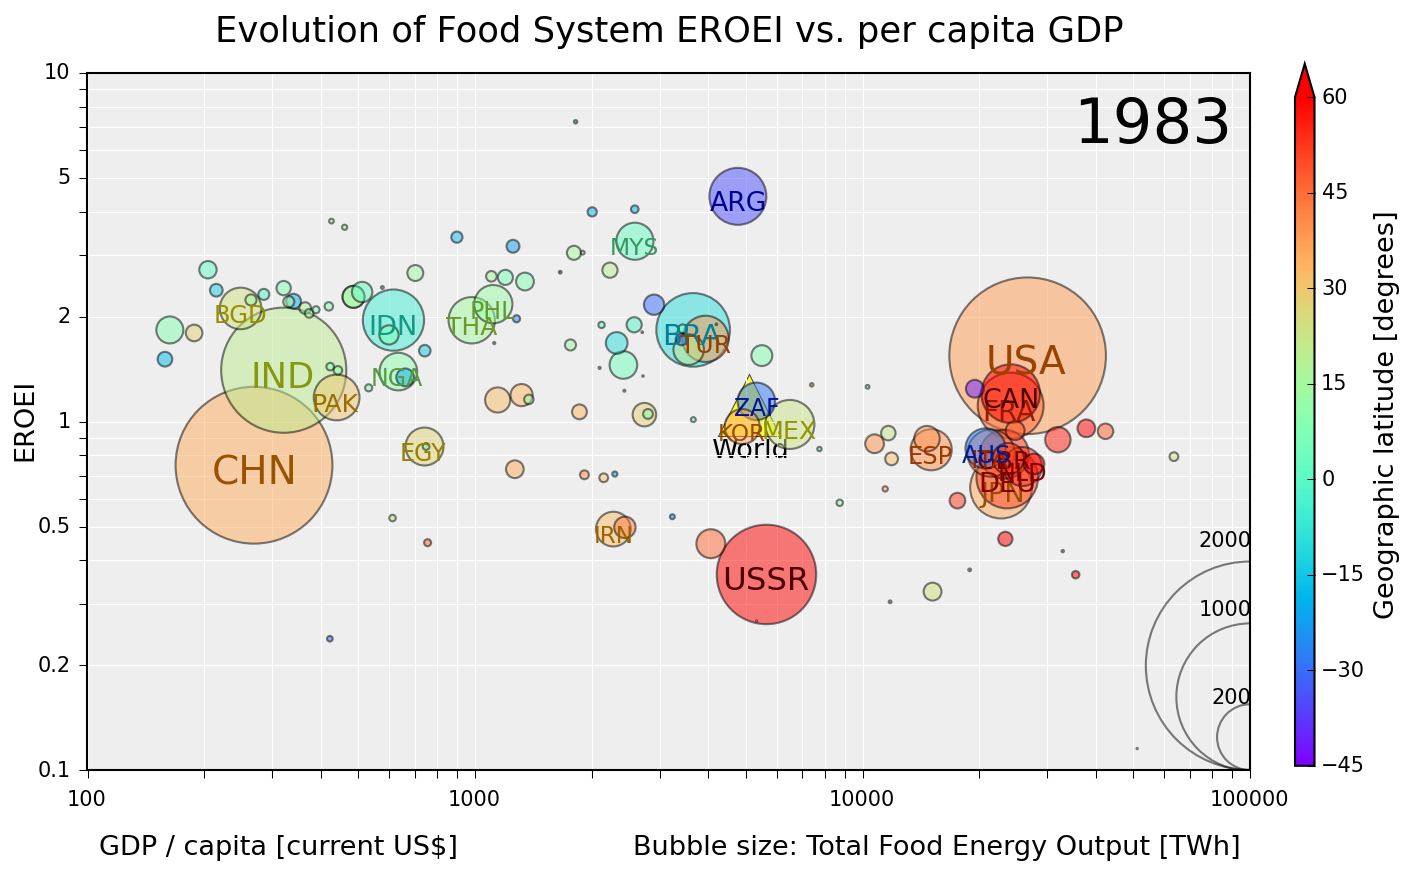 Evolution of Food System EROEI vs. per capita GDP
1983
10
5
2
1
0.5
0.2
0.1
EROEI
100
1000
10000
100000
GDP / capita [current US$]
Bubble size: Total Food Energy Output [TWh]
ARG
MYS
BGD
IDN
THA
PHL
BRA
TUR
IND
NGA
PAK
USA
CAN
FRA
ZAF
KOR
MEX
World
CHN
EGY
ESP
AUS
GBR
NLD
DEU
JPN
IRN
USSR
2000
1000
200
60
45
30
15
0
−15
−30
−45
Geographic latitude [degrees]